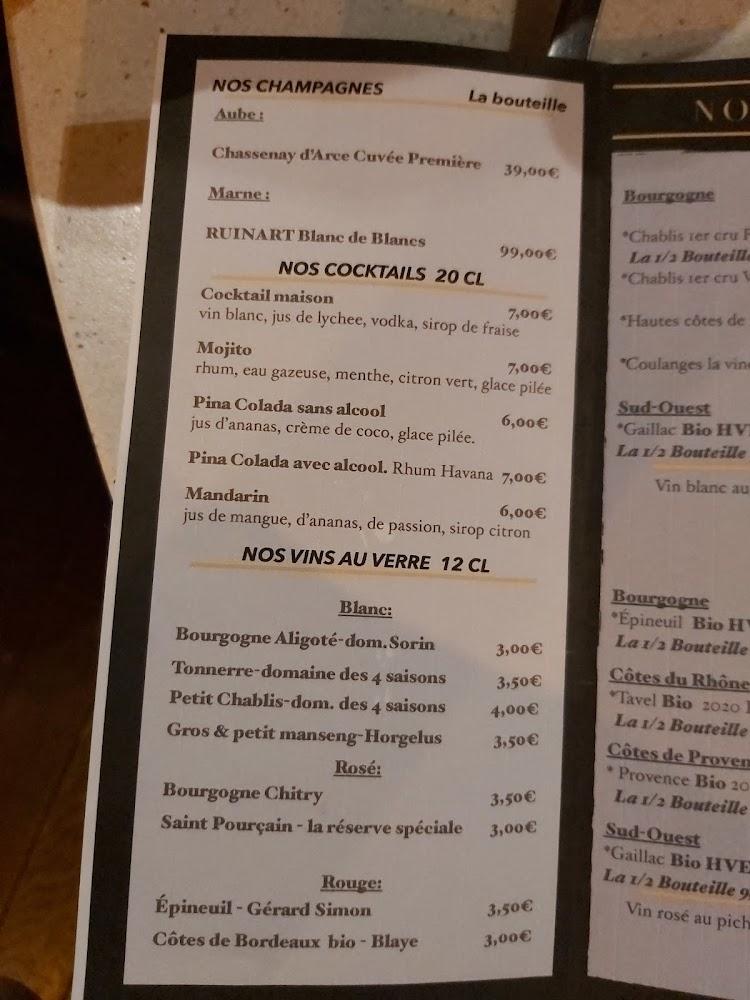 NOS CHAMPAGNES La bouteille
Aube:
Chassenay d'Arce Cuvée Première 39,00€
Marne:
RUINART Blanc de Blancs 99,00€
NOS COCKTAILS 20 CL
Cocktail maison 7,00€
vin blanc, jus de lychee, vodka, sirop de fraise
Mojito 7,00€
rhum, eau gazeuse, menthe, citron vert, glace pilée
Pina Colada sans alcool 6,00€
jus d'ananas, crème de coco, glace pilée.
Pina Colada avec alcool. Rhum Havana 7,00€
Mandarin 6,00€
jus de mangue, d'ananas, de passion, sirop citron
NOS VINS AU VERRE 12 CL
Blanc:
Bourgogne Aligoté-dom.Sorin 3,00€
Tonnerre-domaine des 4 saisons 3,50€
Petit Chablis-dom. des 4 saisons 4,00€
Gros & petit manseng-Horgelus 3,50€
Rosé:
Bourgogne Chitry 3,50€
Saint Pourçain - la réserve spéciale 3,00€
Rouge:
Épineuil - Gérard Simon 3,50€
Côtes de Bordeaux bio - Blaye 3,00€
NO
Bourgogne
*Chablis 1er cru
La 1/2 Bouteille
*Chablis 1er cru
*Hautes côtes de
*Coulanges la
Sud-Ouest
*Gaillac Bio
La 1/2 Bouteille
Vin blanc au
Bourgogne
*Épineuil Bio
La 1/2 Bouteille
Côtes du Rhône
*Tavel Bio 2020
La 1/2 Bouteille
Côtes de
* Provence Bio
La 1/2 Bouteille
Sud-Ouest
*Gaillac Bio HVE
La 1/2 Bouteille
Vin rosé au